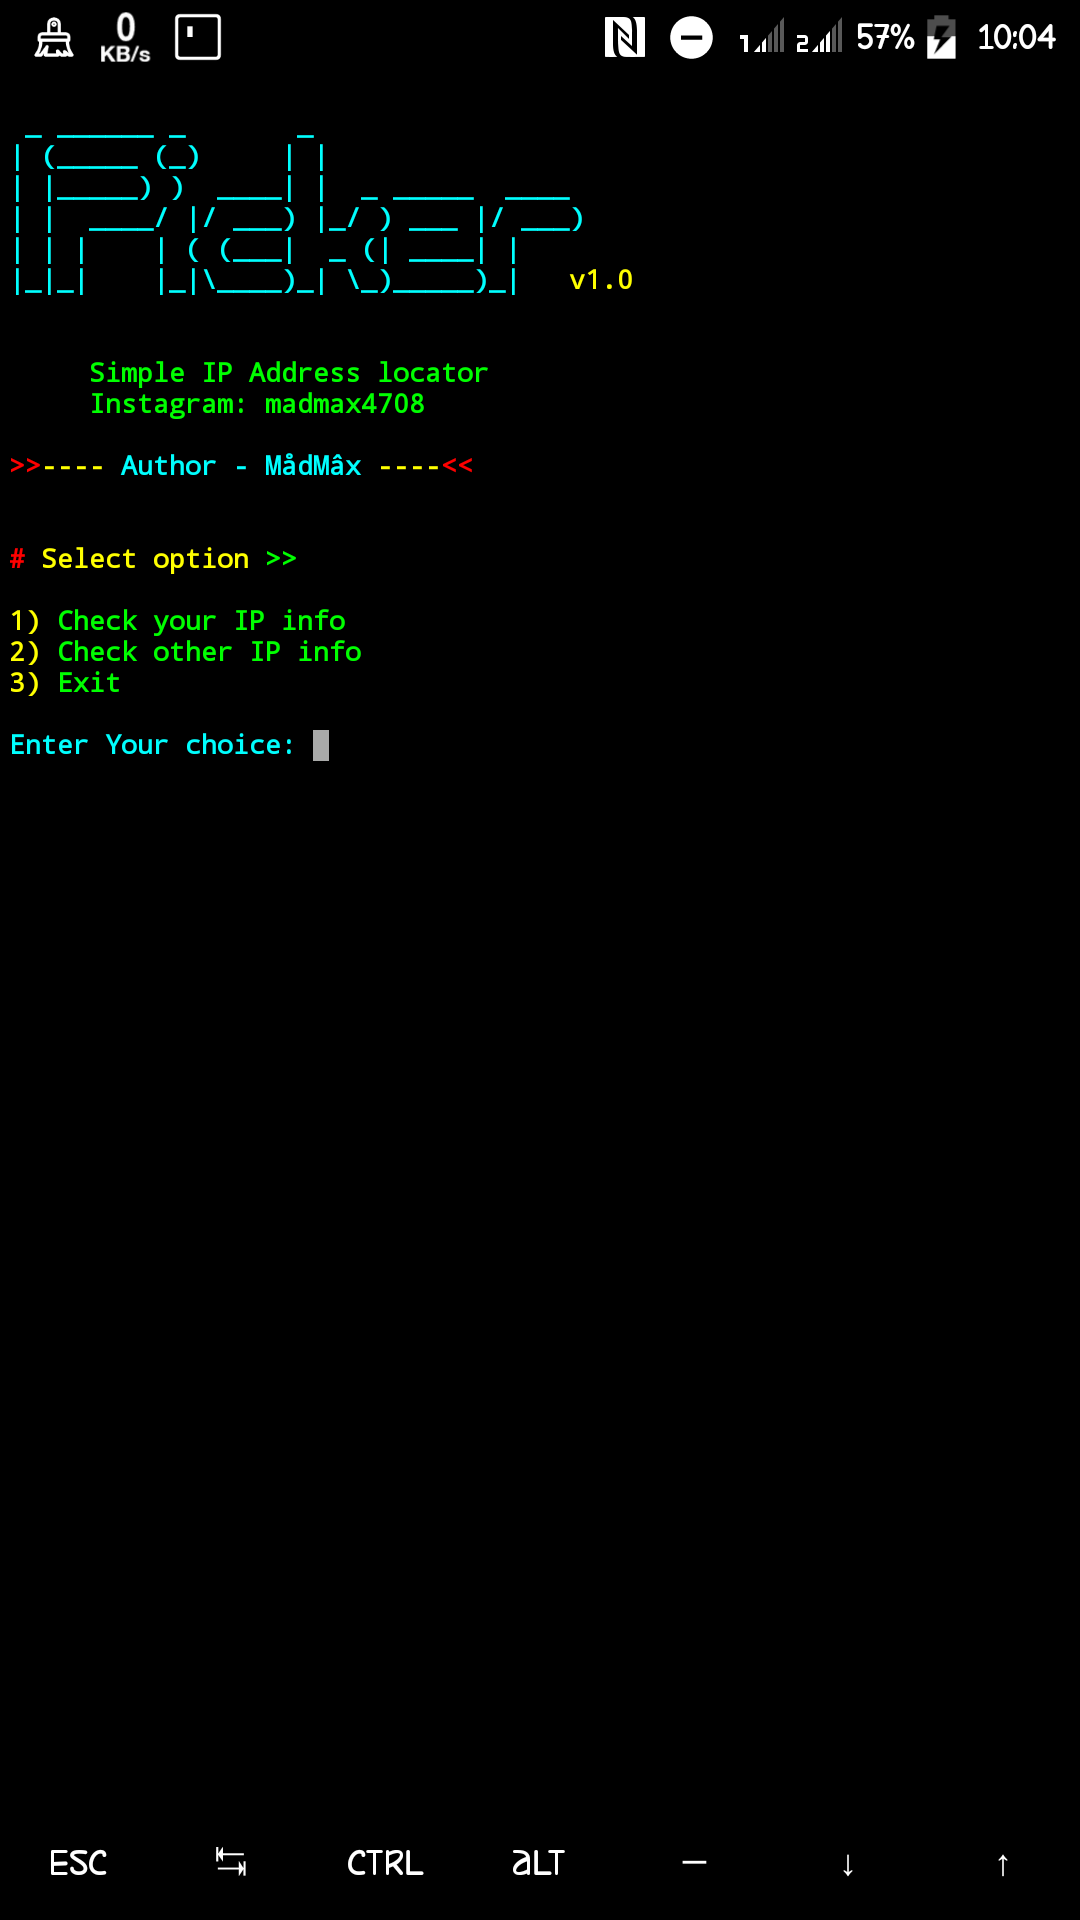 0 KB/s 1 2 57% 10:04
Picker v1.0
Simple IP Address locator
Instagram: madmax4708
>>---- Author - MådMâx ----<<
# Select option >>
1) Check your IP info
2) Check other IP info
3) Exit
Enter Your choice:
ESC ↹ CTRL ALT — ↓ ↑